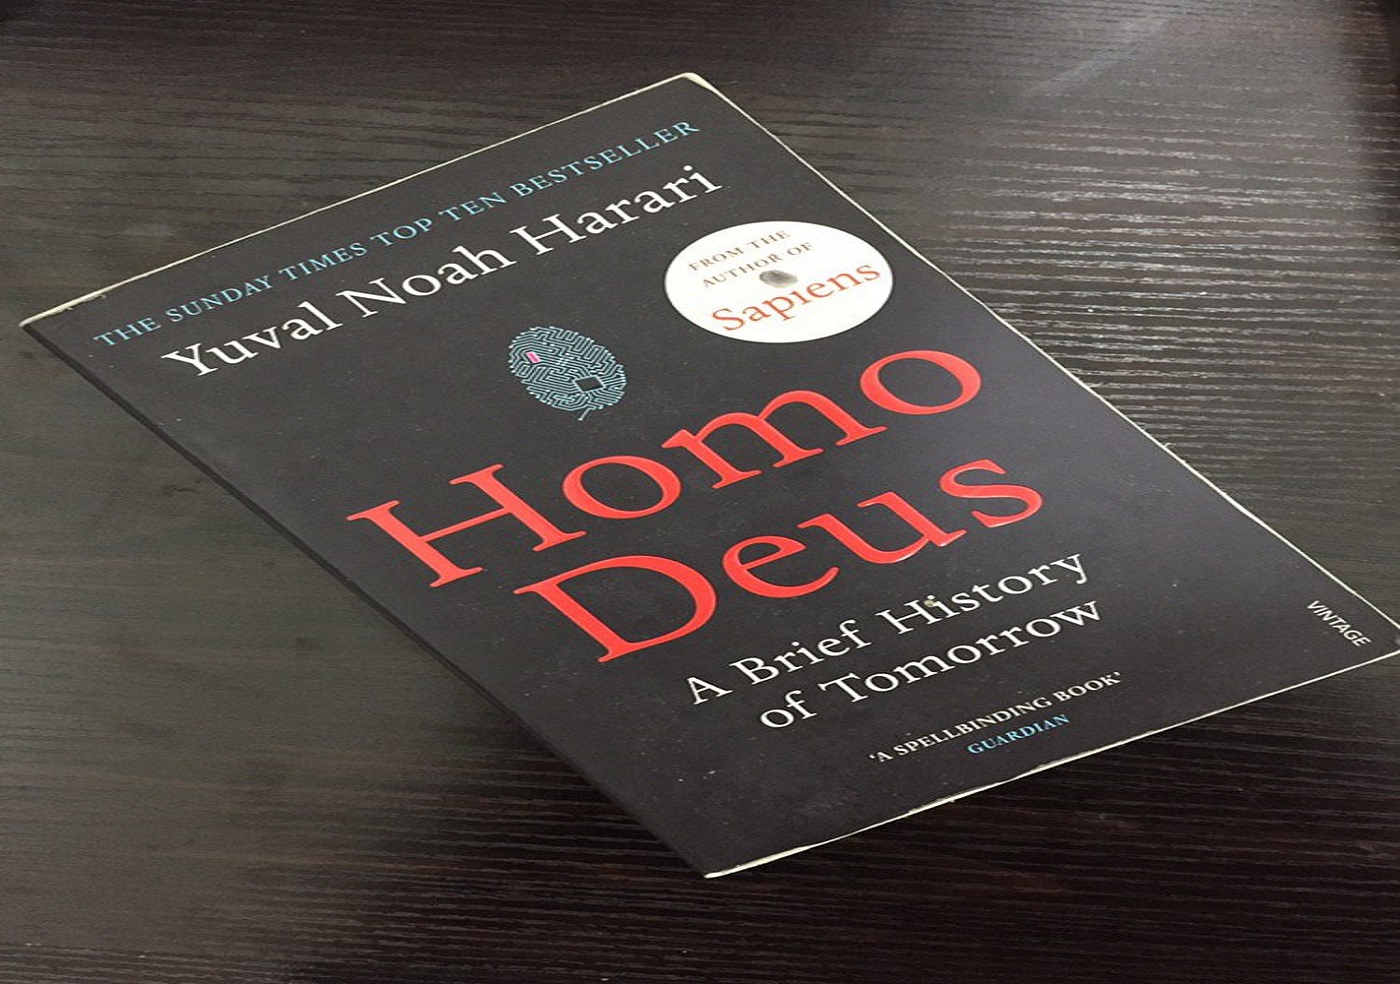 THE SUNDAY TIMES TOP TEN BESTSELLER
Yuval Noah Harari
FROM THE
AUTHOR OF
Sapiens
Homo
Deus
A Brief History
of Tomorrow
'A SPELLBINDING BOOK'
GUARDIAN
VINTAGE